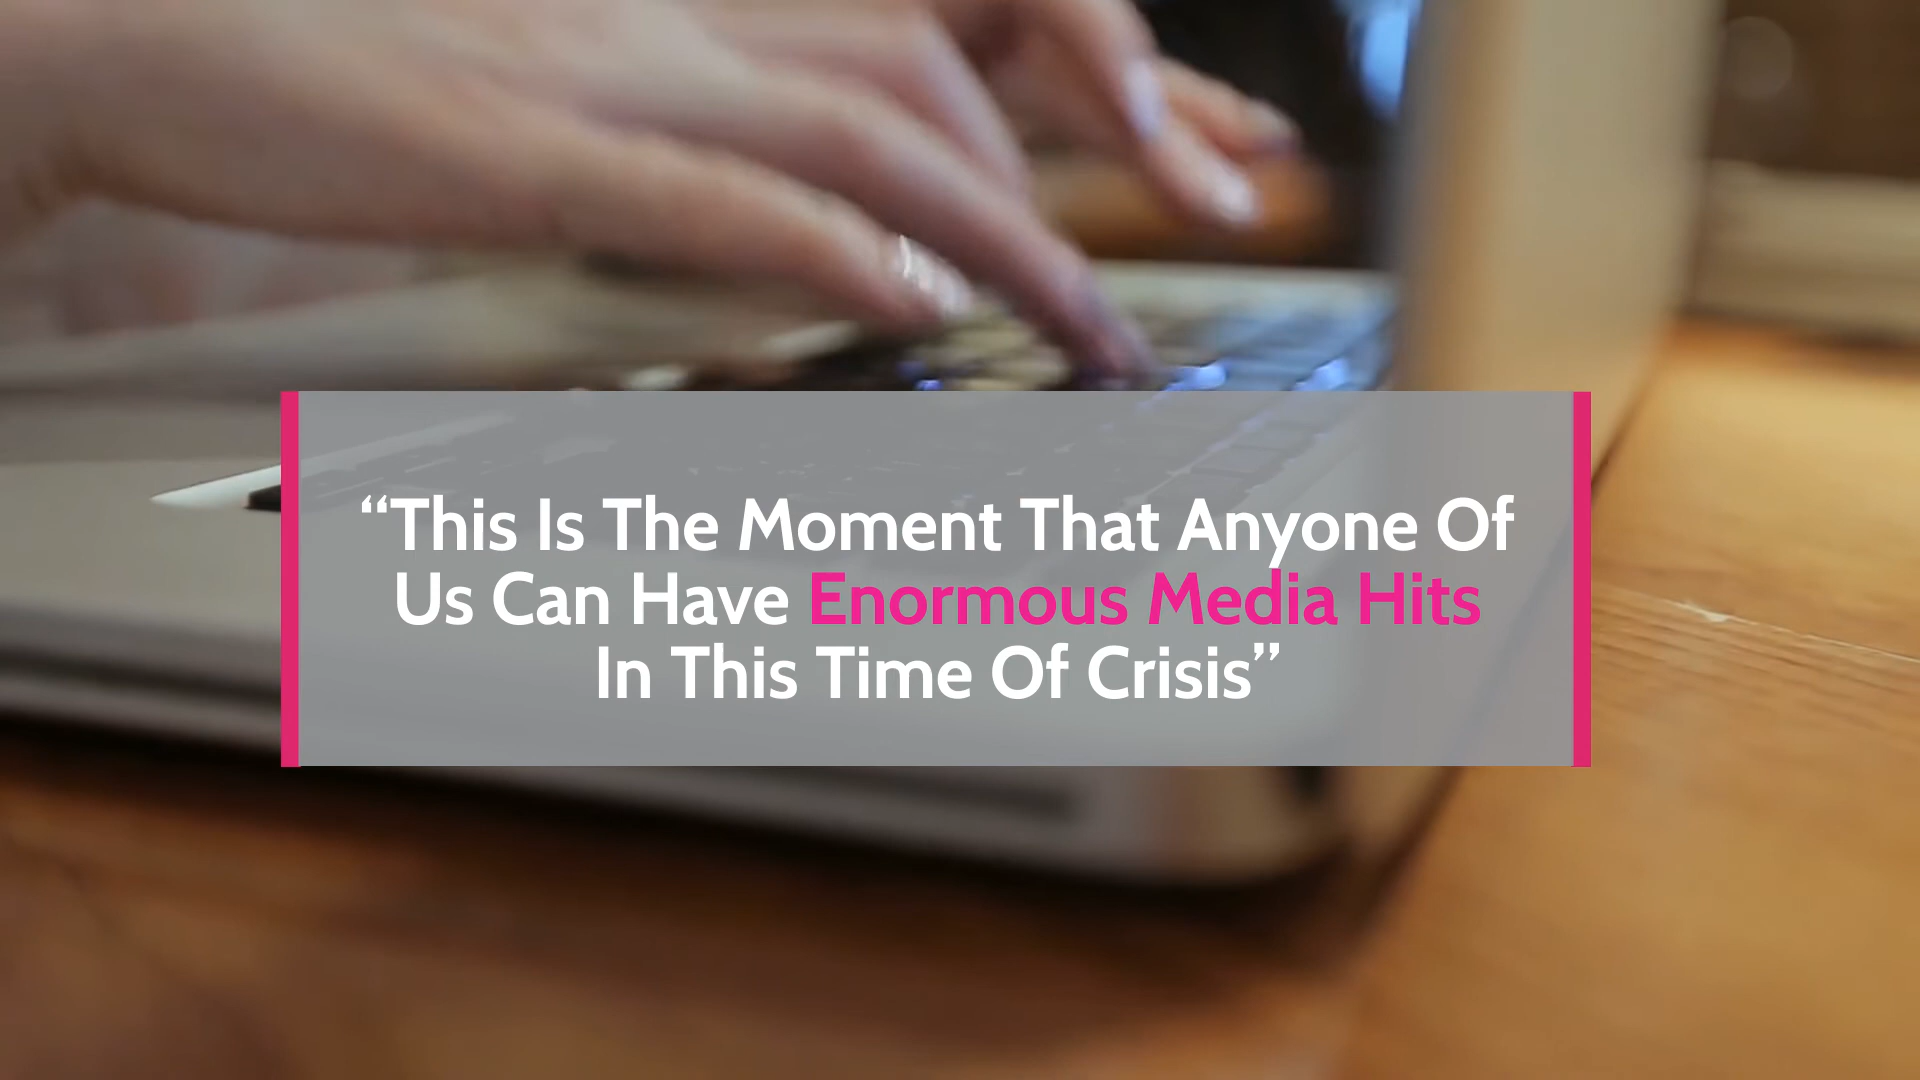 “This Is The Moment That Anyone Of
Us Can Have Enormous Media Hits
In This Time Of Crisis”